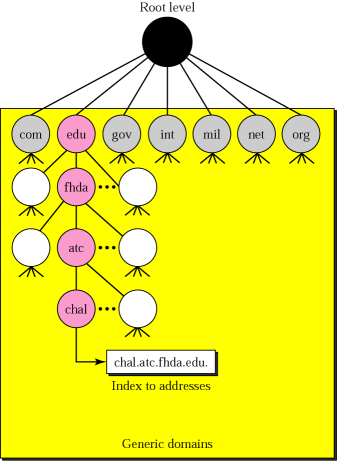 Root level
com edu gov int mil net org
fhda
atc
chal
chal.atc.fhda.edu.
Index to addresses
Generic domains